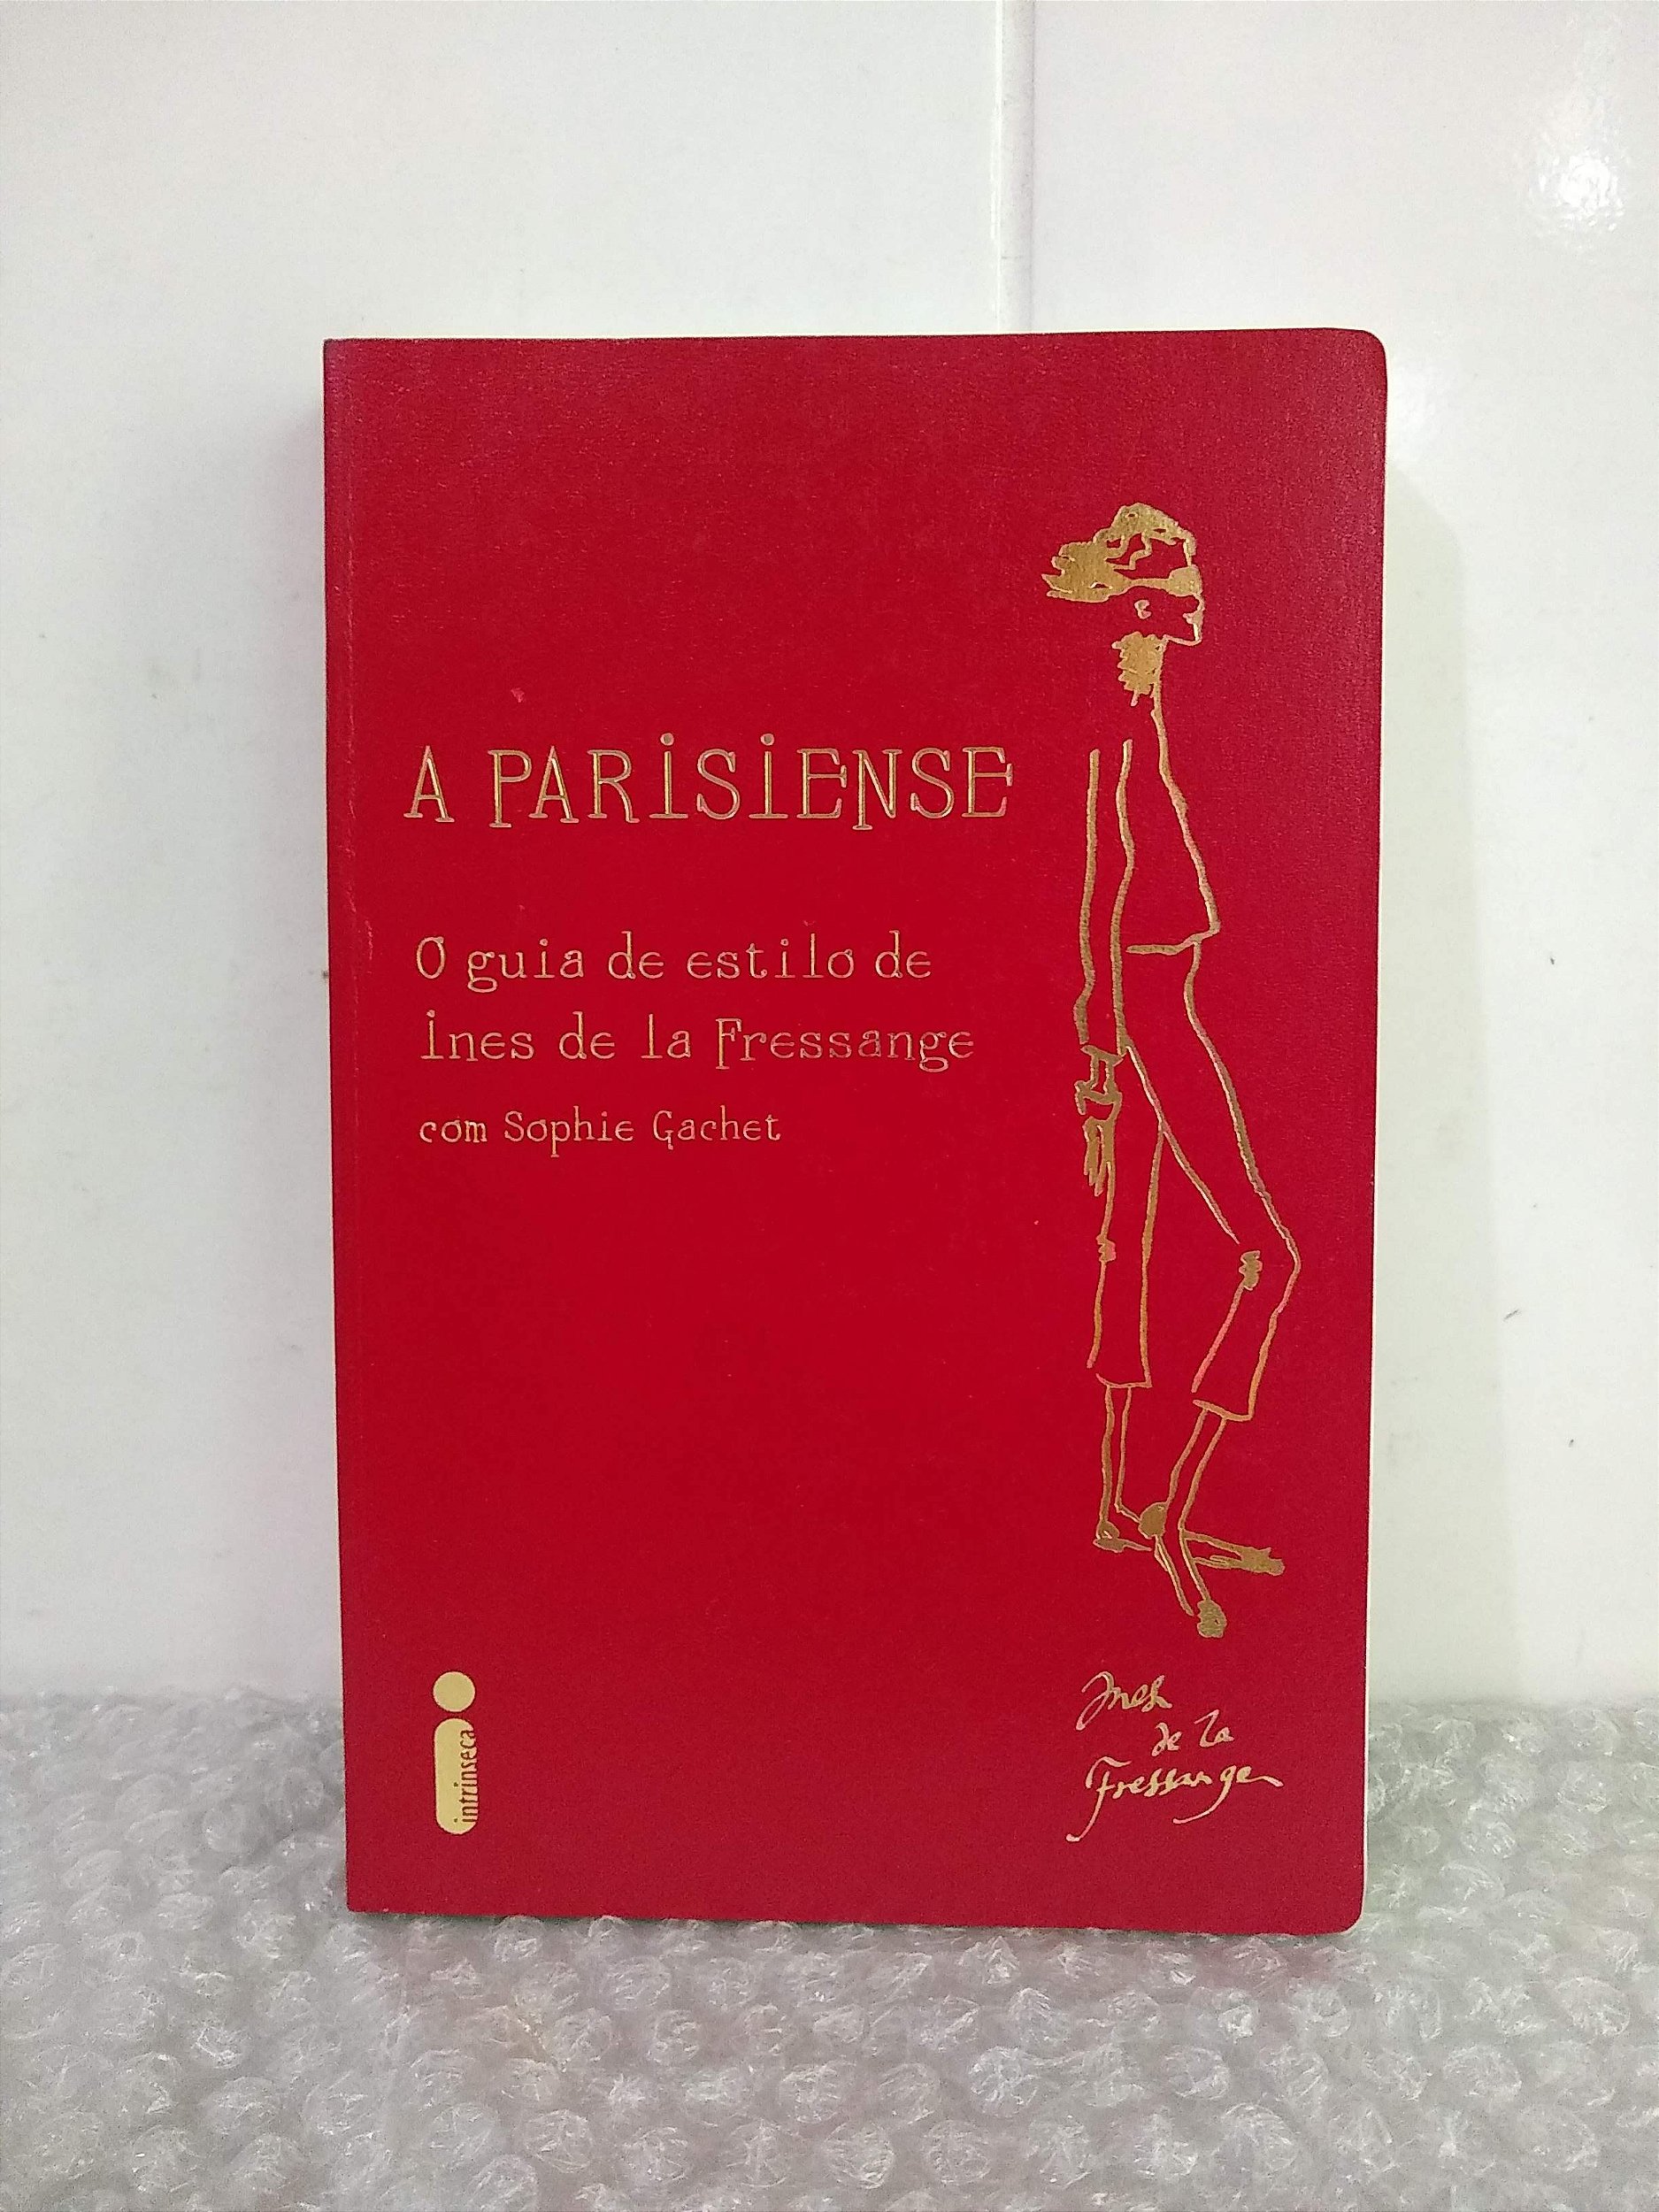 A PARISIENSE
O guia de estilo de
ines de la Fressange
com Sophie Gachet
intrínseca
Ines
de la
Fressange